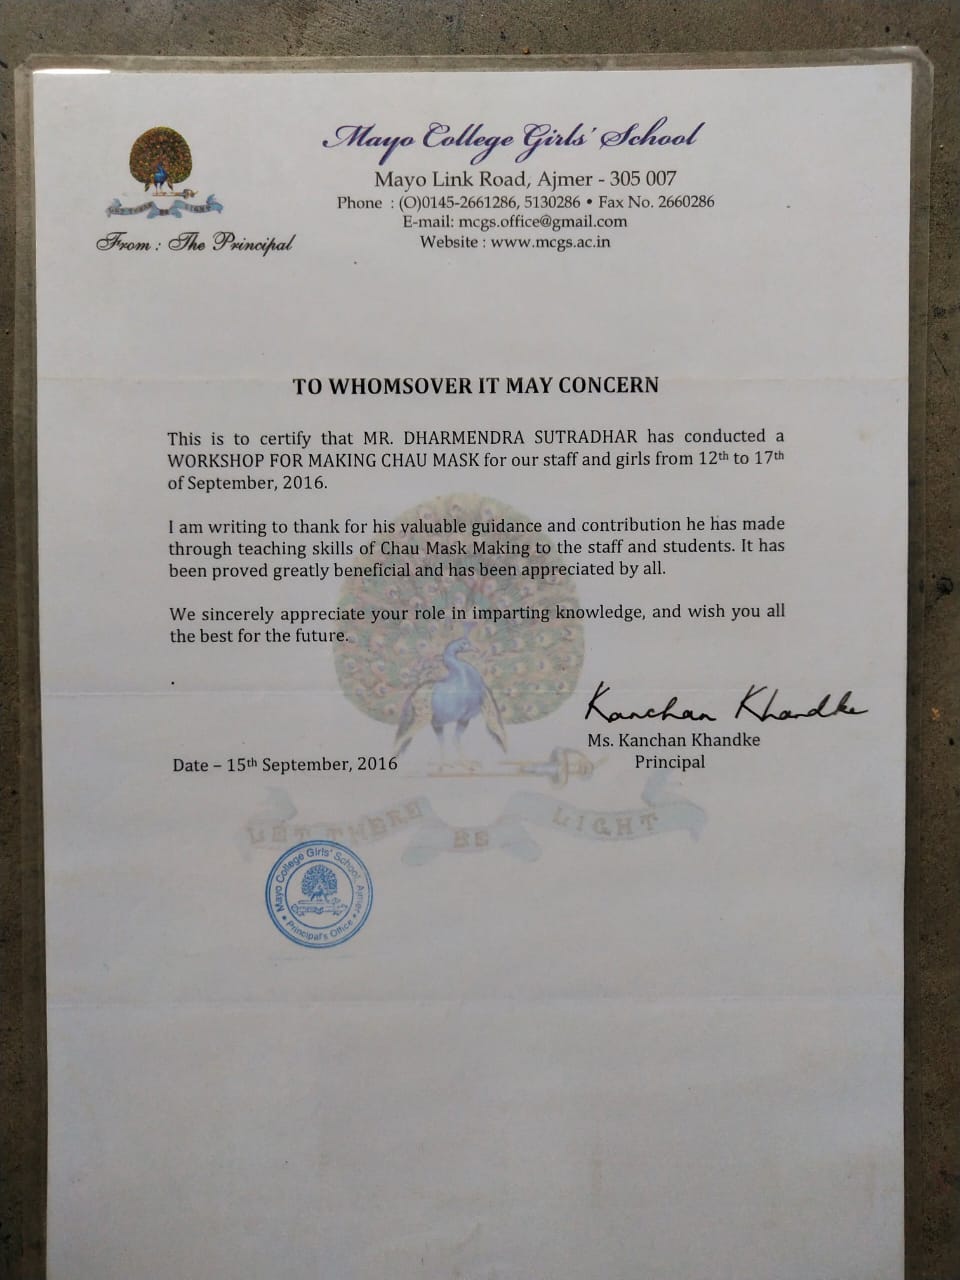 Mayo College Girls' School
Mayo Link Road, Ajmer - 305 007
Phone : (O)0145-2661286, 5130286 • Fax No. 2660286
E-mail: mcgs.office@gmail.com
Website : www.mcgs.ac.in
LET THERE BE LIGHT
From : The Principal
TO WHOMSOVER IT MAY CONCERN
This is to certify that MR. DHARMENDRA SUTRADHAR has conducted a
WORKSHOP FOR MAKING CHAU MASK for our staff and girls from 12th to 17th
of September, 2016.
I am writing to thank for his valuable guidance and contribution he has made
through teaching skills of Chau Mask Making to the staff and students. It has
been proved greatly beneficial and has been appreciated by all.
We sincerely appreciate your role in imparting knowledge, and wish you all
the best for the future.
Kanchan Khandke
Ms. Kanchan Khandke
Principal
Date – 15th September, 2016
LET THERE BE LIGHT
Mayo College Girls' School, Ajmer
Principal's Office